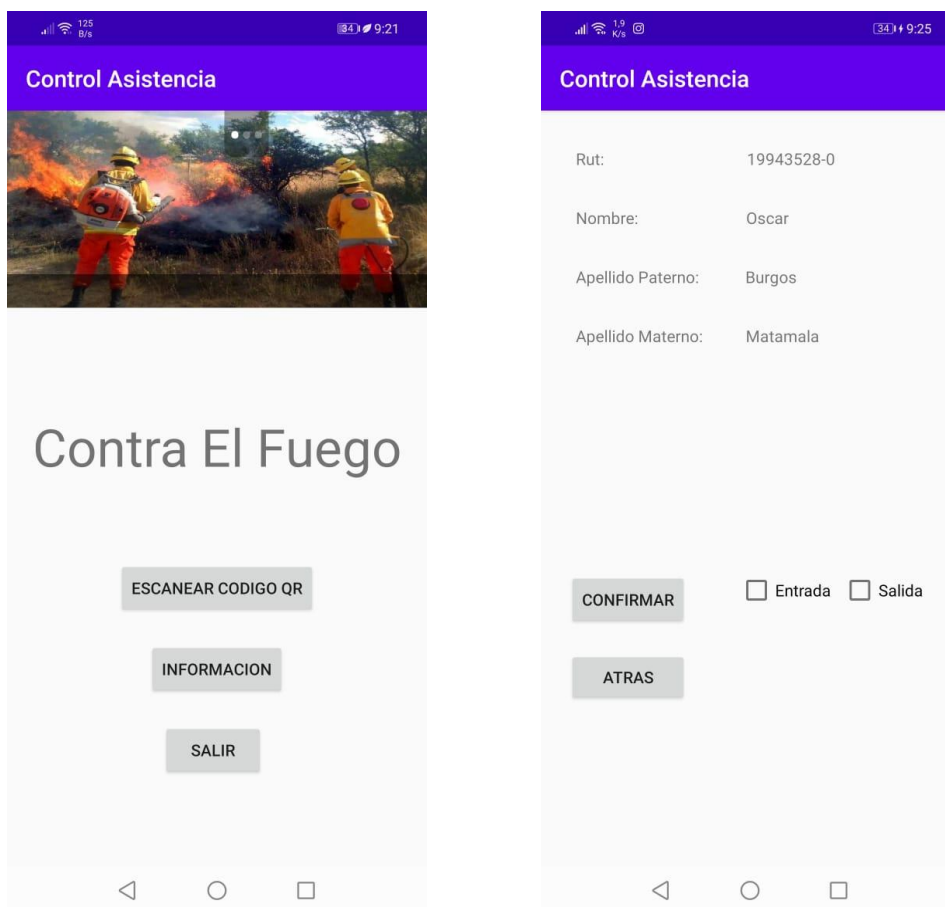 125
B/s
34
9:21
Control Asistencia
Contra El Fuego
ESCANEAR CODIGO QR
INFORMACION
SALIR
1,9
K/s
34
9:25
Control Asistencia
Rut: 19943528-0
Nombre: Oscar
Apellido Paterno: Burgos
Apellido Materno: Matamala
CONFIRMAR
Entrada
Salida
ATRAS